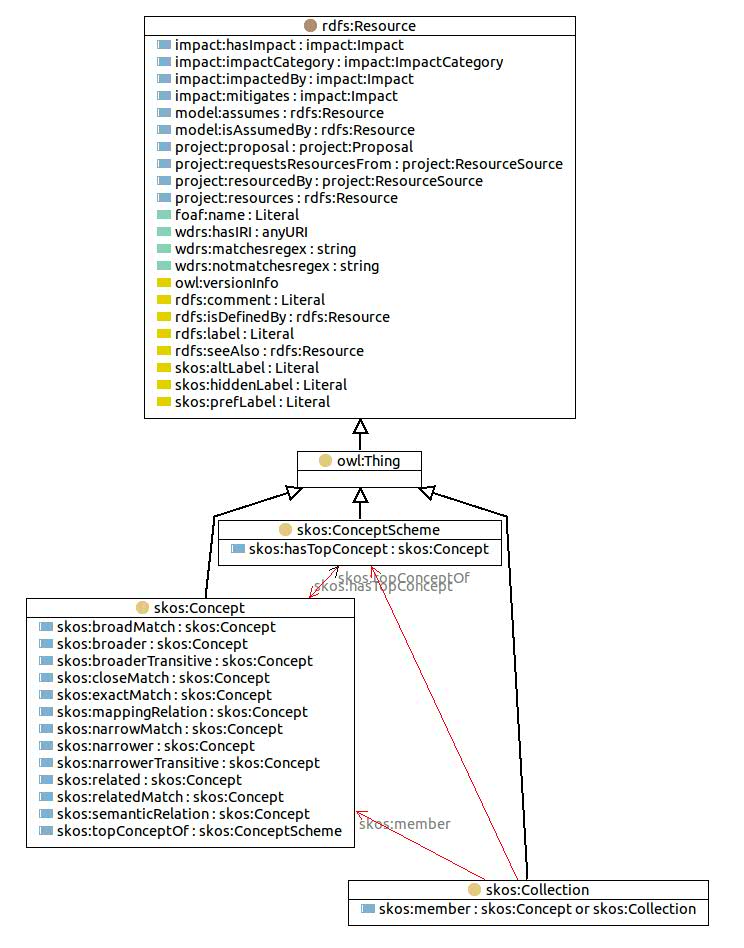 rdfs:Resource
impact:hasImpact : impact:Impact
impact:impactCategory : impact:ImpactCategory
impact:impactedBy : impact:Impact
impact:mitigates : impact:Impact
model:assumes : rdfs:Resource
model:isAssumedBy : rdfs:Resource
project:proposal : project:Proposal
project:requestsResourcesFrom : project:ResourceSource
project:resourcedBy : project:ResourceSource
project:resources : rdfs:Resource
foaf:name : Literal
wdrs:hasIRI : anyURI
wdrs:matchesregex : string
wdrs:notmatchesregex : string
owl:versionInfo
rdfs:comment : Literal
rdfs:isDefinedBy : rdfs:Resource
rdfs:label : Literal
rdfs:seeAlso : rdfs:Resource
skos:altLabel : Literal
skos:hiddenLabel : Literal
skos:prefLabel : Literal
owl:Thing
skos:ConceptScheme
skos:hasTopConcept : skos:Concept
skos:topConceptOf
skos:hasTopConcept
skos:Concept
skos:broadMatch : skos:Concept
skos:broader : skos:Concept
skos:broaderTransitive : skos:Concept
skos:closeMatch : skos:Concept
skos:exactMatch : skos:Concept
skos:mappingRelation : skos:Concept
skos:narrowMatch : skos:Concept
skos:narrower : skos:Concept
skos:narrowerTransitive : skos:Concept
skos:related : skos:Concept
skos:relatedMatch : skos:Concept
skos:semanticRelation : skos:Concept
skos:topConceptOf : skos:ConceptScheme
skos:member
skos:Collection
skos:member : skos:Concept or skos:Collection